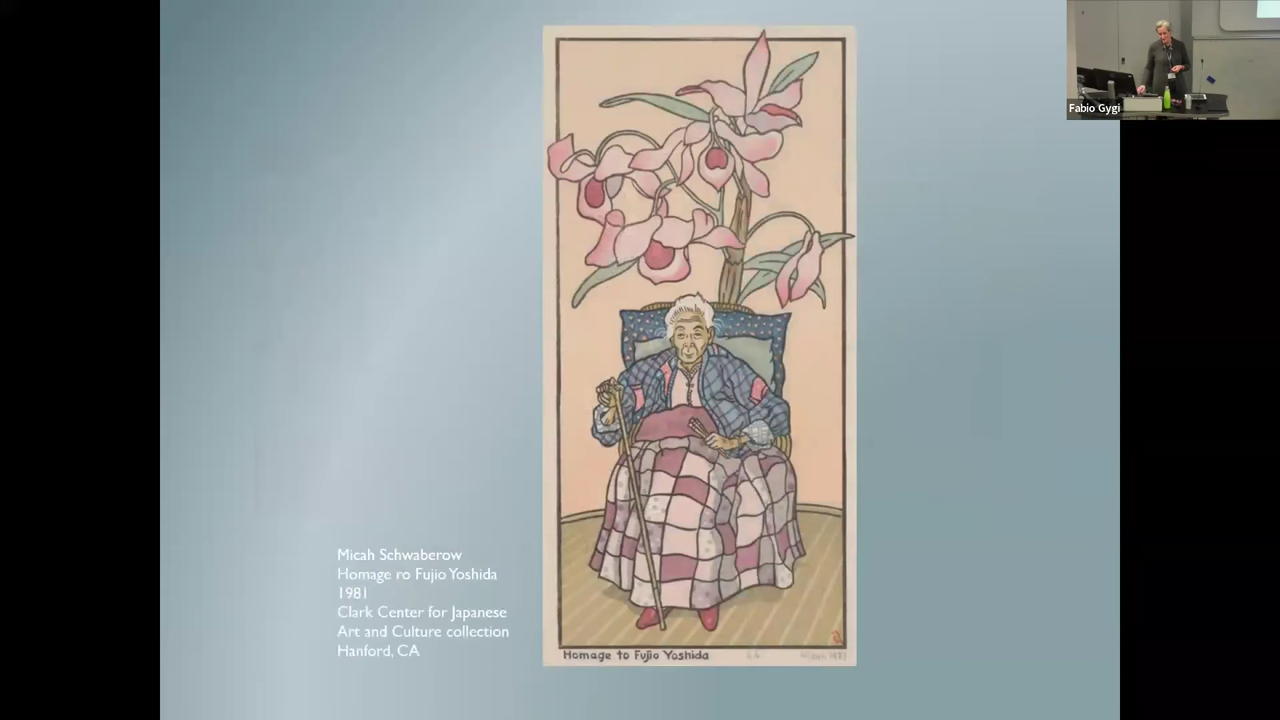 Fabio Gygi
Micah Schwaberow
Homage ro Fujio Yoshida
1981
Clark Center for Japanese
Art and Culture collection
Hanford, CA
Homage to Fujio Yoshida